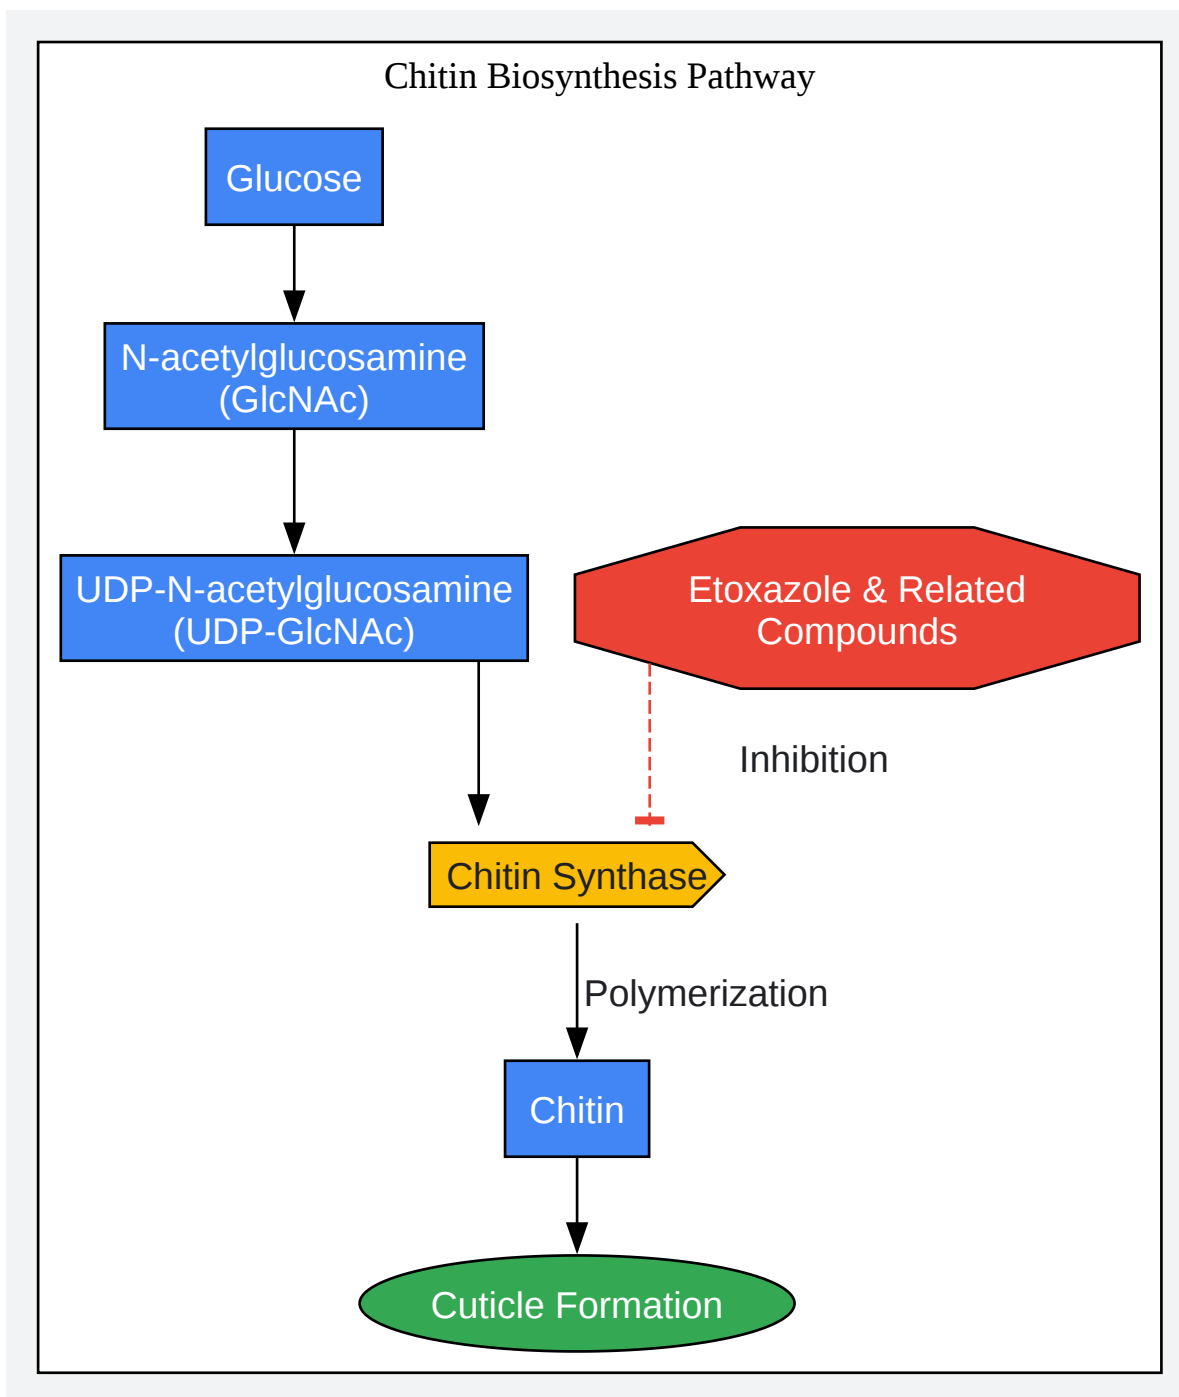 Chitin Biosynthesis Pathway
Glucose
N-acetylglucosamine
(GlcNAc)
UDP-N-acetylglucosamine
(UDP-GlcNAc)
Etoxazole & Related
Compounds
Inhibition
Chitin Synthase
Polymerization
Chitin
Cuticle Formation